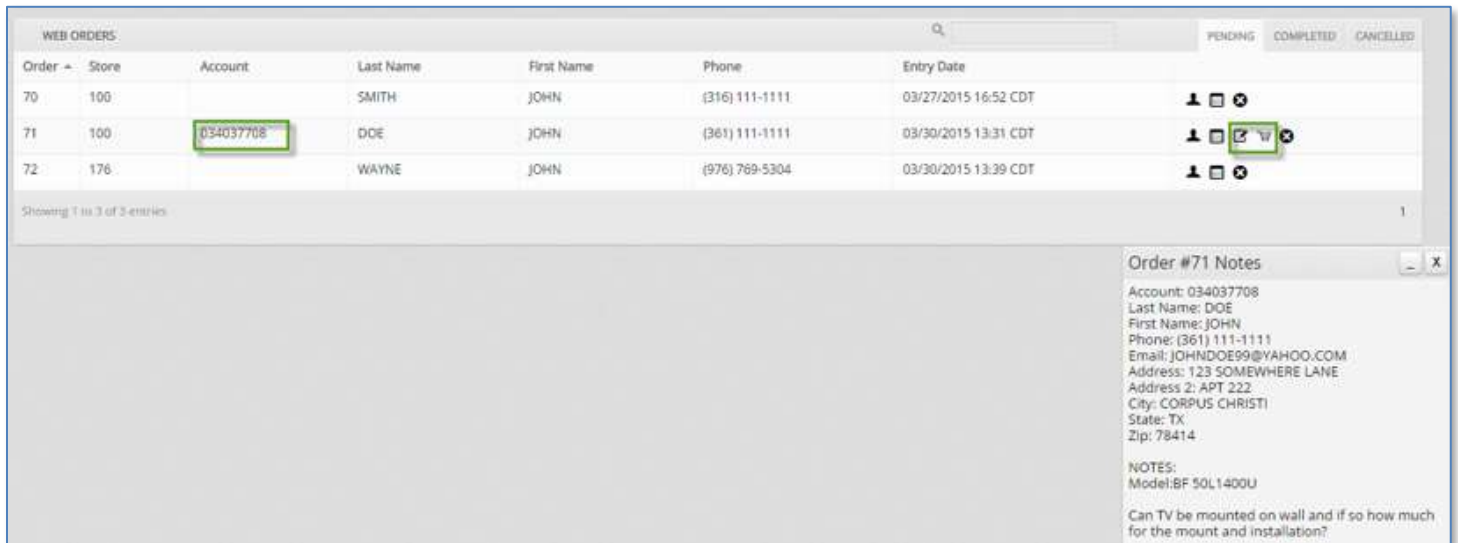 WEB ORDERS PENDING COMPLETED CANCELLED
Order Store Account Last Name First Name Phone Entry Date
70 100 SMITH JOHN (316) 111-1111 03/27/2015 16:52 CDT
71 100 034037708 DOE JOHN (361) 111-1111 03/30/2015 13:31 CDT
72 176 WAYNE JOHN (976) 769-5304 03/30/2015 13:39 CDT
Showing 1 to 3 of 3 entries 1
Order #71 Notes _ X
Account: 034037708
Last Name: DOE
First Name: JOHN
Phone: (361) 111-1111
Email: JOHNDOE99@YAHOO.COM
Address: 123 SOMEWHERE LANE
Address 2: APT 222
City: CORPUS CHRISTI
State: TX
Zip: 78414
NOTES:
Model:BF 50L1400U
Can TV be mounted on wall and if so how much
for the mount and installation?